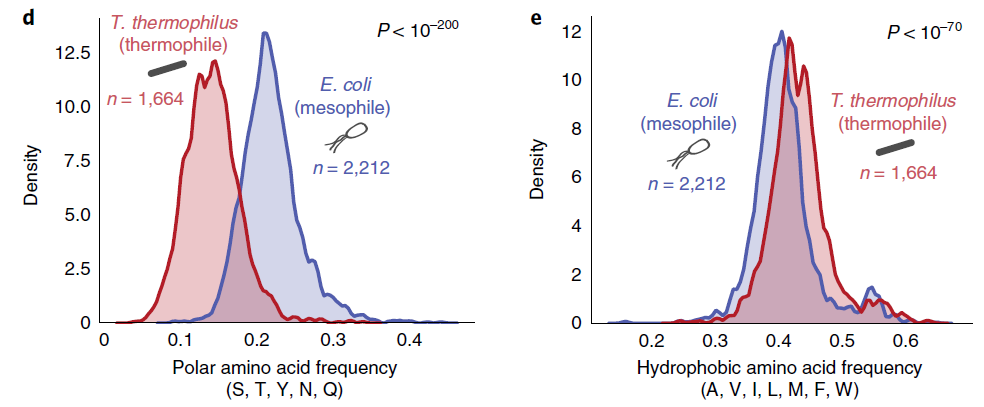 d
T. thermophilus
(thermophile)
n = 1,664
P < 10⁻²⁰⁰
E. coli
(mesophile)
n = 2,212
Density
12.5
10.0
7.5
5.0
2.5
0
0 0.1 0.2 0.3 0.4
Polar amino acid frequency
(S, T, Y, N, Q)
e
P < 10⁻⁷⁰
E. coli
(mesophile)
n = 2,212
T. thermophilus
(thermophile)
n = 1,664
Density
12
10
8
6
4
2
0
0.2 0.3 0.4 0.5 0.6
Hydrophobic amino acid frequency
(A, V, I, L, M, F, W)